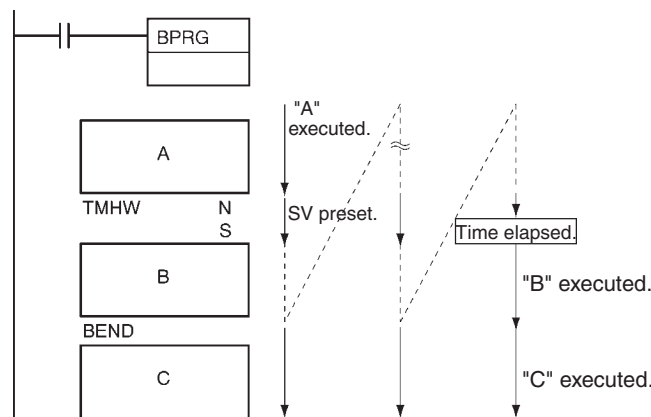 BPRG
"A"
executed.
A
TMHW N
S
SV preset.
Time elapsed.
B
"B" executed.
BEND
C
"C" executed.